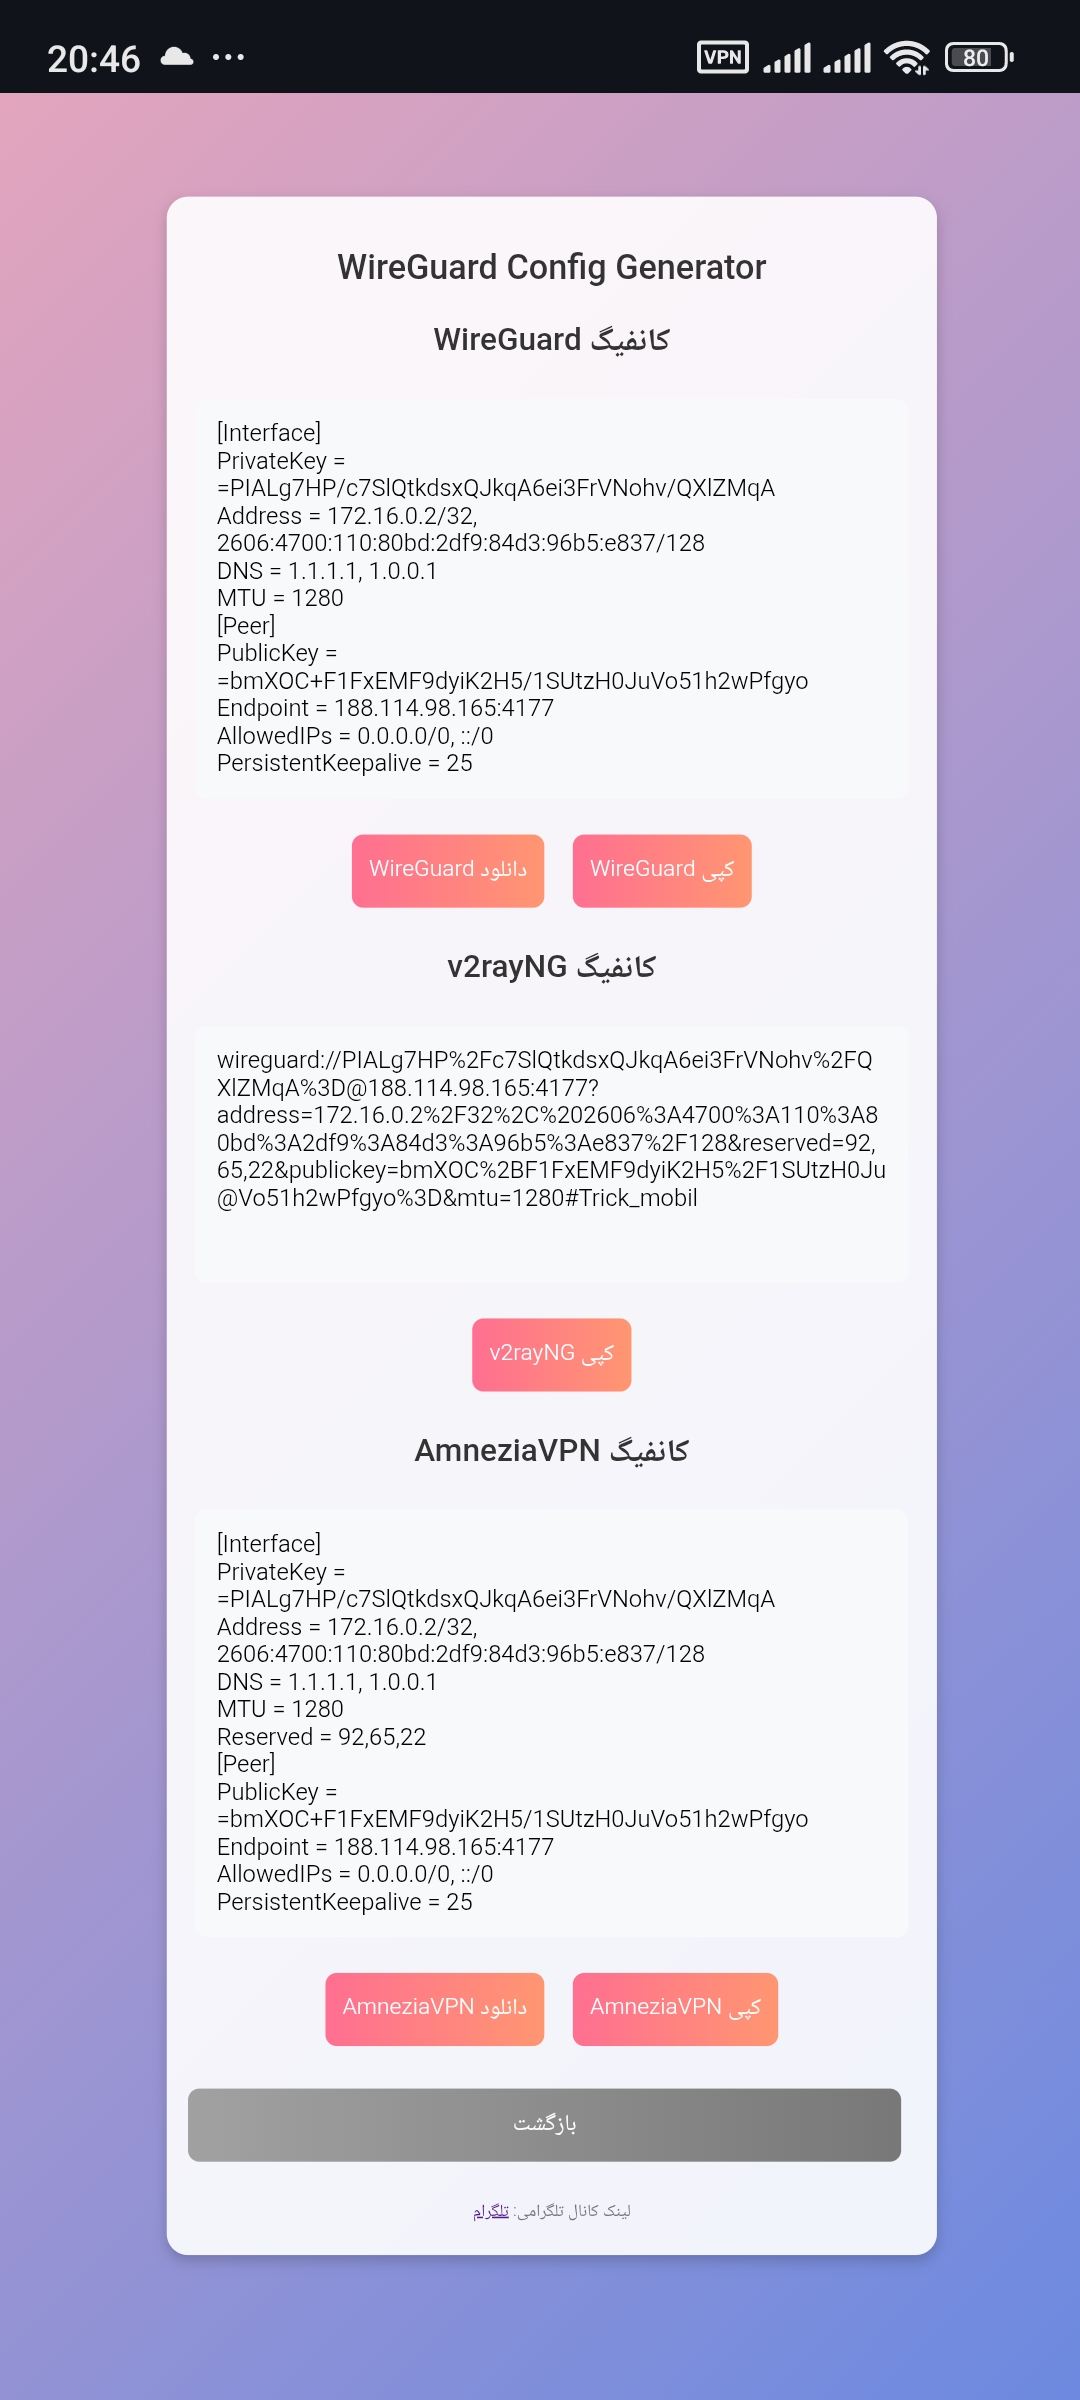 20:46
VPN
80
WireGuard Config Generator
کانفیگ WireGuard
[Interface]
PrivateKey =
=PIALg7HP/c7SlQtkdsxQJkqA6ei3FrVNohv/QXlZMqA
Address = 172.16.0.2/32,
2606:4700:110:80bd:2df9:84d3:96b5:e837/128
DNS = 1.1.1.1, 1.0.0.1
MTU = 1280
[Peer]
PublicKey =
=bmXOC+F1FxEMF9dyiK2H5/1SUtzH0JuVo51h2wPfgyo
Endpoint = 188.114.98.165:4177
AllowedIPs = 0.0.0.0/0, ::/0
PersistentKeepalive = 25
کپی WireGuard
دانلود WireGuard
کانفیگ v2rayNG
wireguard://PIALg7HP%2Fc7SlQtkdsxQJkqA6ei3FrVNohv%2FQ
XlZMqA%3D@188.114.98.165:4177?
address=172.16.0.2%2F32%2C%202606%3A4700%3A110%3A8
0bd%3A2df9%3A84d3%3A96b5%3Ae837%2F128&reserved=92,
65,22&publickey=bmXOC%2BF1FxEMF9dyiK2H5%2F1SUtzH0Ju
@Vo51h2wPfgyo%3D&mtu=1280#Trick_mobil
کپی v2rayNG
کانفیگ AmneziaVPN
[Interface]
PrivateKey =
=PIALg7HP/c7SlQtkdsxQJkqA6ei3FrVNohv/QXlZMqA
Address = 172.16.0.2/32,
2606:4700:110:80bd:2df9:84d3:96b5:e837/128
DNS = 1.1.1.1, 1.0.0.1
MTU = 1280
Reserved = 92,65,22
[Peer]
PublicKey =
=bmXOC+F1FxEMF9dyiK2H5/1SUtzH0JuVo51h2wPfgyo
Endpoint = 188.114.98.165:4177
AllowedIPs = 0.0.0.0/0, ::/0
PersistentKeepalive = 25
کپی AmneziaVPN
دانلود AmneziaVPN
بازگشت
لینک کانال تلگرامی: تلگرام